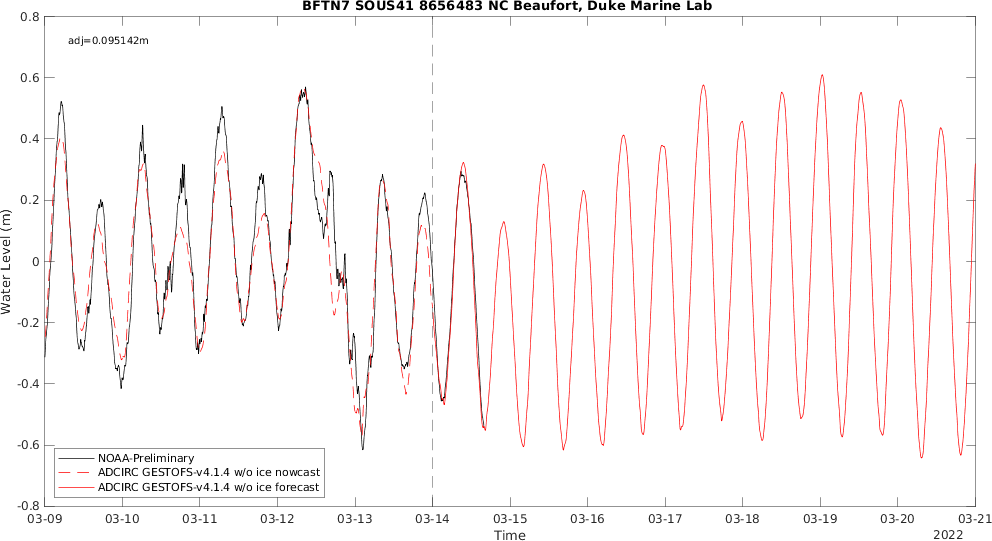 BFTN7 SOUS41 8656483 NC Beaufort, Duke Marine Lab
adj=0.095142m
0.8
0.6
0.4
0.2
0
-0.2
-0.4
-0.6
-0.8
Water Level (m)
NOAA-Preliminary
ADCIRC GESTOFS-v4.1.4 w/o ice nowcast
ADCIRC GESTOFS-v4.1.4 w/o ice forecast
03-09 03-10 03-11 03-12 03-13 03-14 03-15 03-16 03-17 03-18 03-19 03-20 03-21
Time
2022